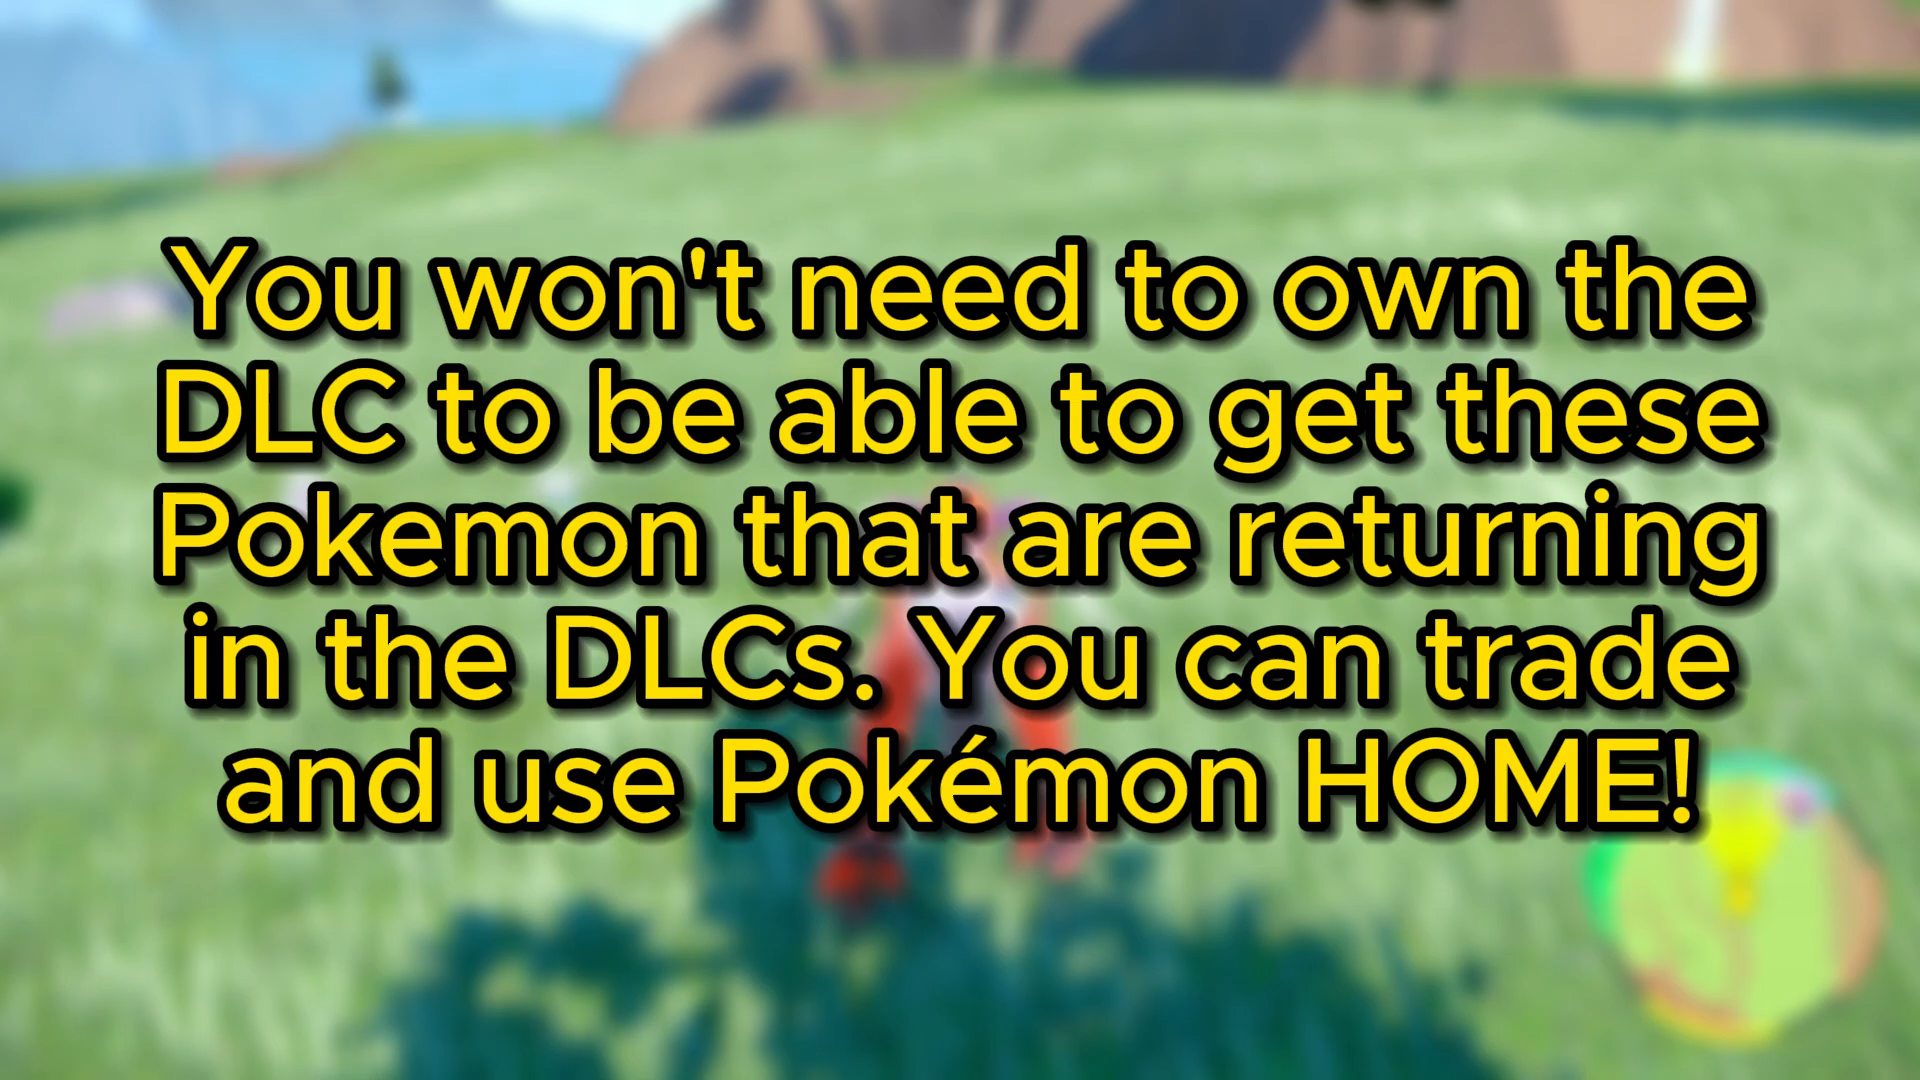 You won't need to own the
DLC to be able to get these
Pokemon that are returning
in the DLCs. You can trade
and use Pokémon HOME!